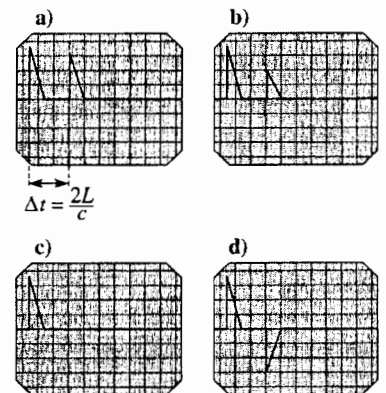 a)
b)
Δt = 2L/c
c)
d)